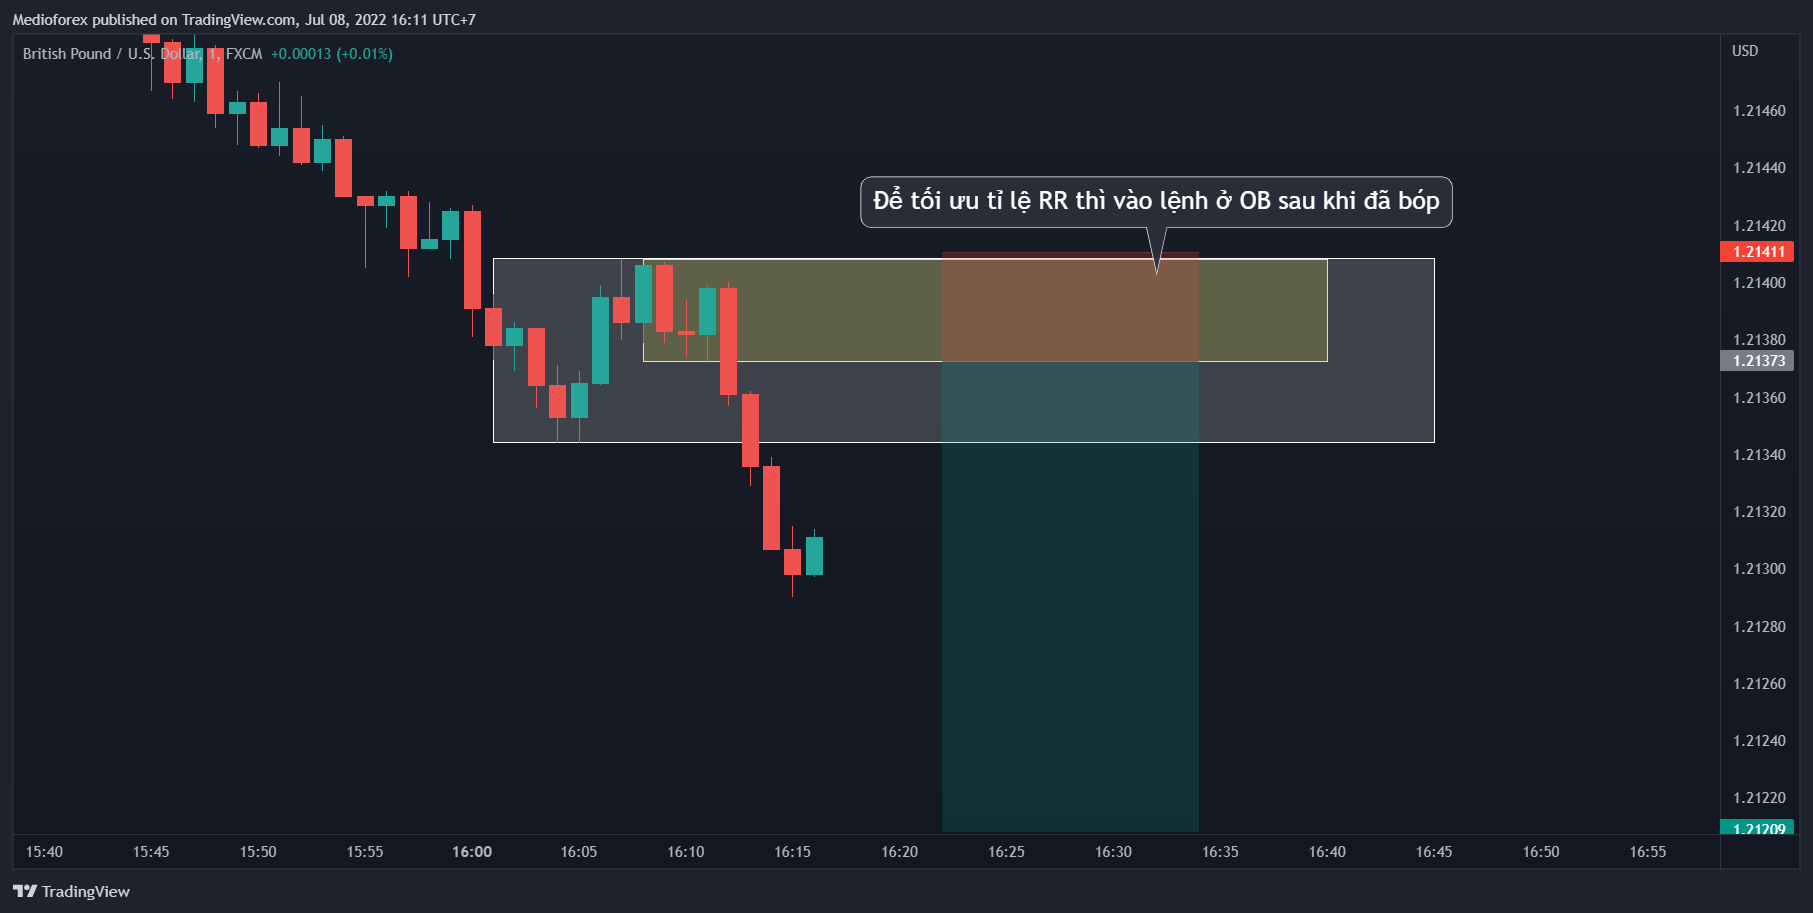 Medioforex published on TradingView.com, Jul 08, 2022 16:11 UTC+7
British Pound / U.S. Dollar, 1, FXCM +0.00013 (+0.01%)
USD
1.21460
1.21440
Để tối ưu tỉ lệ RR thì vào lệnh ở OB sau khi đã bóp
1.21420
1.21411
1.21400
1.21380
1.21373
1.21360
1.21340
1.21320
1.21300
1.21280
1.21260
1.21240
1.21220
1.21209
15:40 15:45 15:50 15:55 16:00 16:05 16:10 16:15 16:20 16:25 16:30 16:35 16:40 16:45 16:50 16:55
TradingView